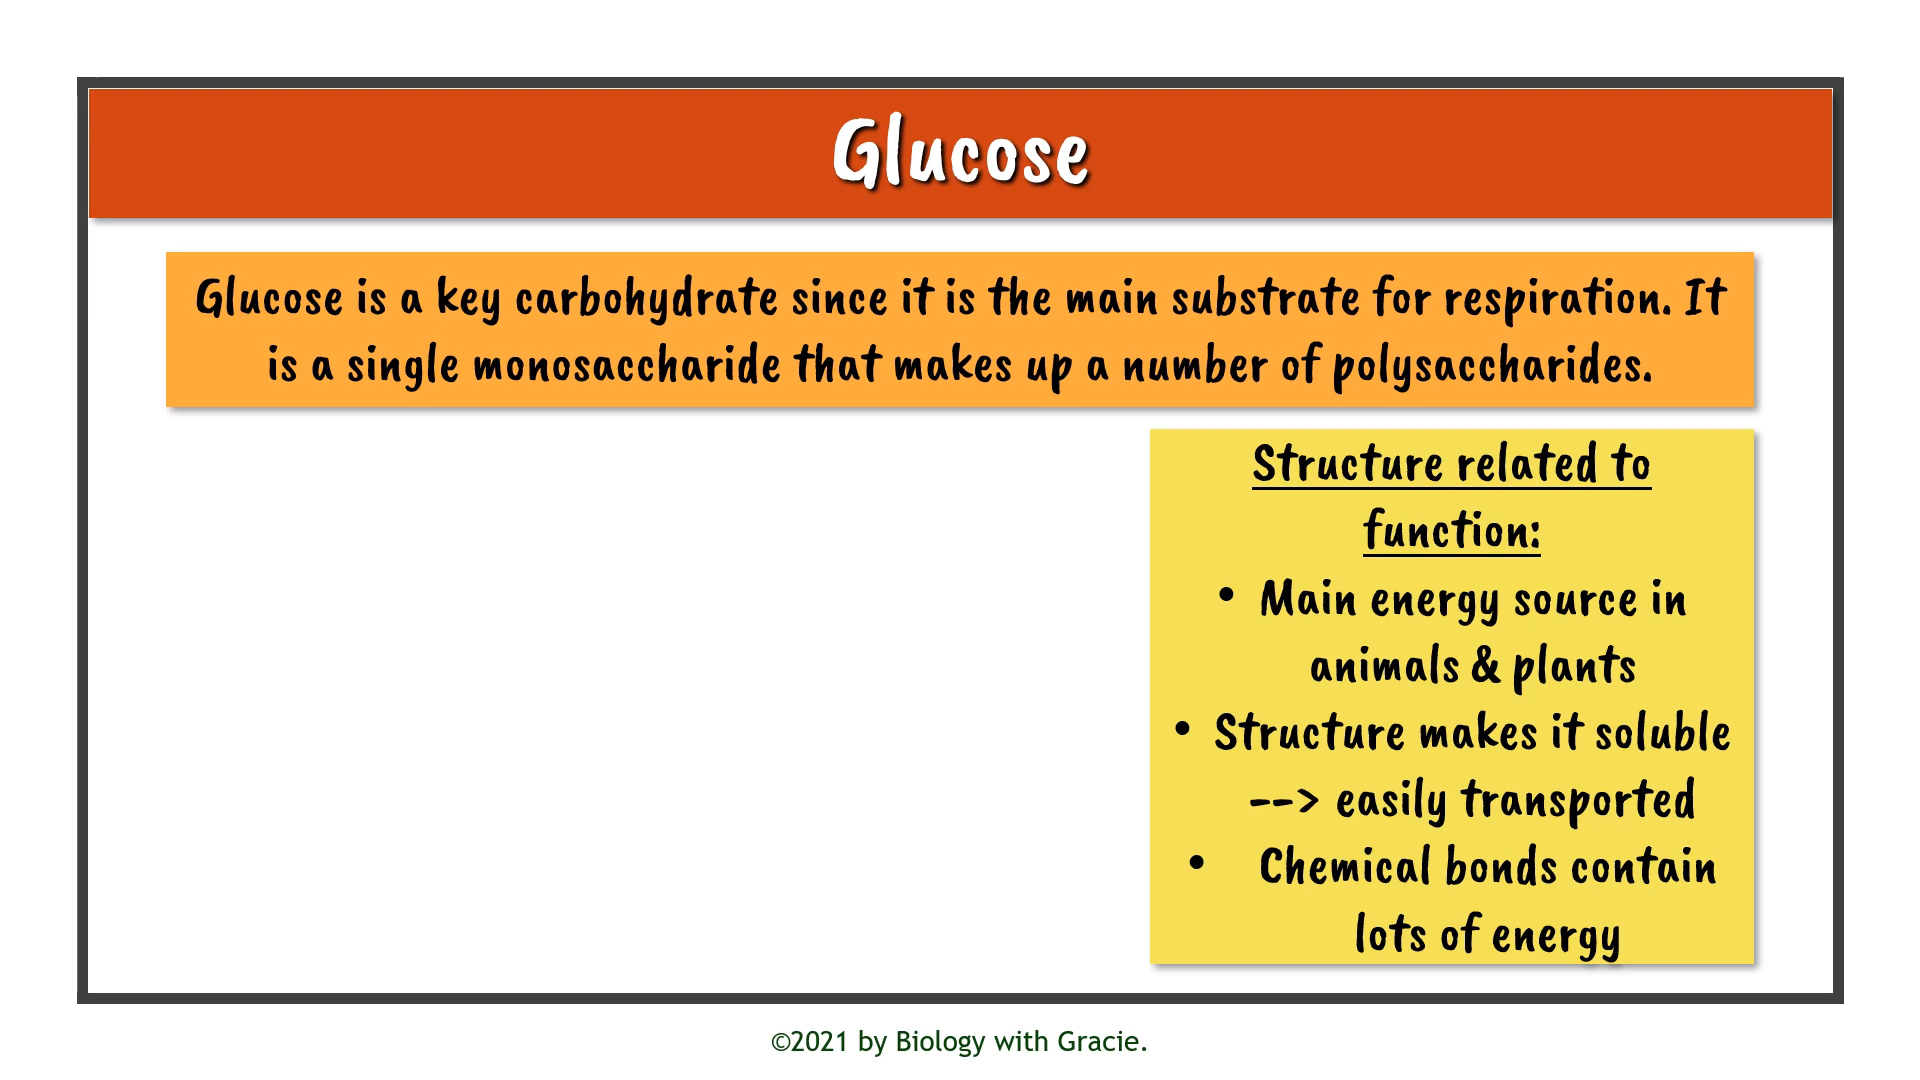 Glucose
Glucose is a key carbohydrate since it is the main substrate for respiration. It
is a single monosaccharide that makes up a number of polysaccharides.
Structure related to
function:
• Main energy source in
animals & plants
• Structure makes it soluble
--> easily transported
• Chemical bonds contain
lots of energy
©2021 by Biology with Gracie.